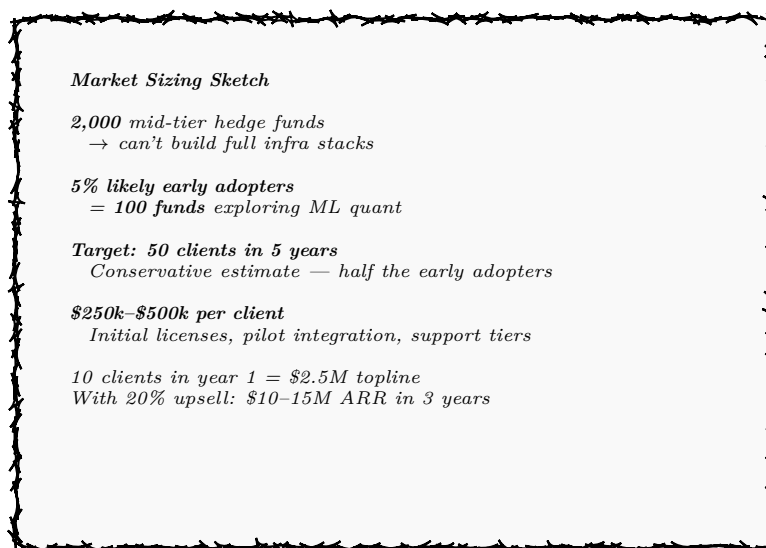 Market Sizing Sketch
2,000 mid-tier hedge funds
→ can't build full infra stacks
5% likely early adopters
= 100 funds exploring ML quant
Target: 50 clients in 5 years
Conservative estimate — half the early adopters
$250k–$500k per client
Initial licenses, pilot integration, support tiers
10 clients in year 1 = $2.5M topline
With 20% upsell: $10–15M ARR in 3 years